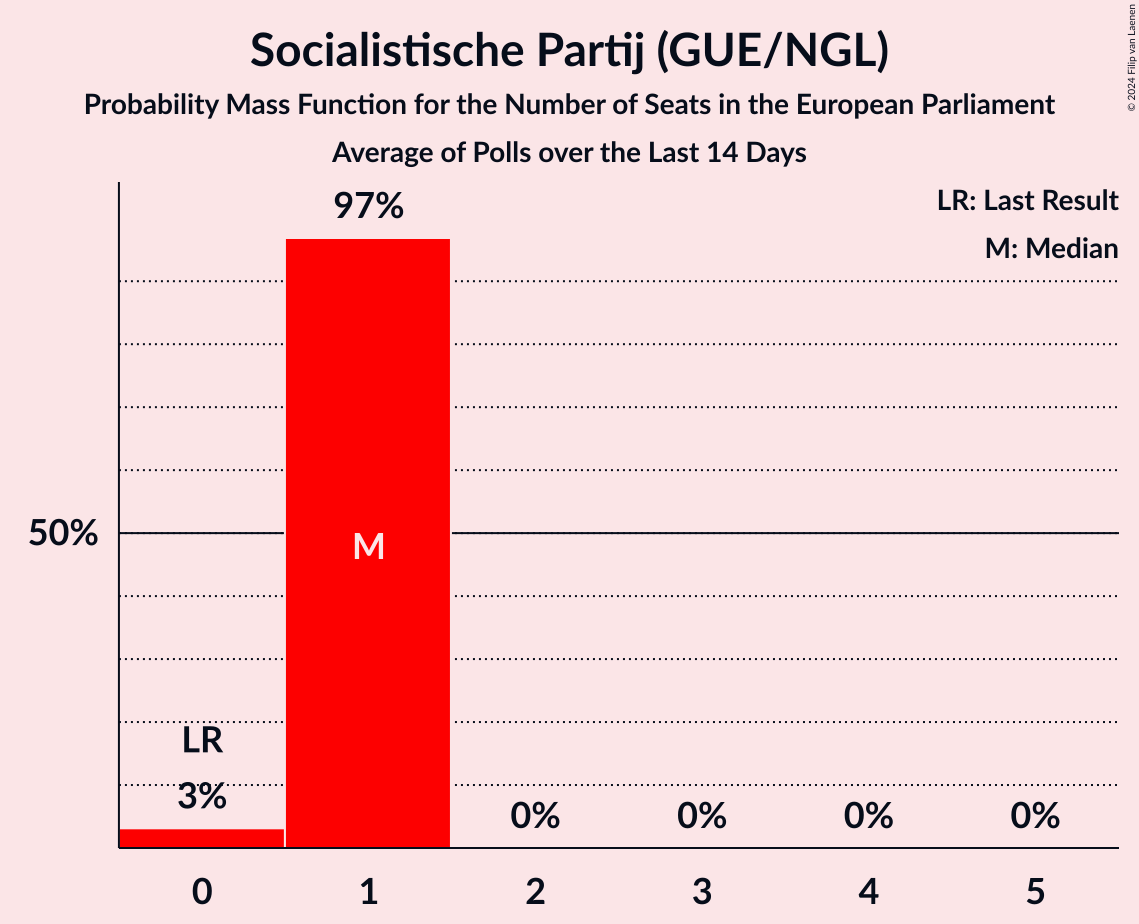 Socialistische Partij (GUE/NGL)
Probability Mass Function for the Number of Seats in the European Parliament
Average of Polls over the Last 14 Days
© 2024 Filip van Laenen
LR: Last Result
M: Median
97%
50%
M
LR
3%
0%
0%
0%
0%
0
1
2
3
4
5